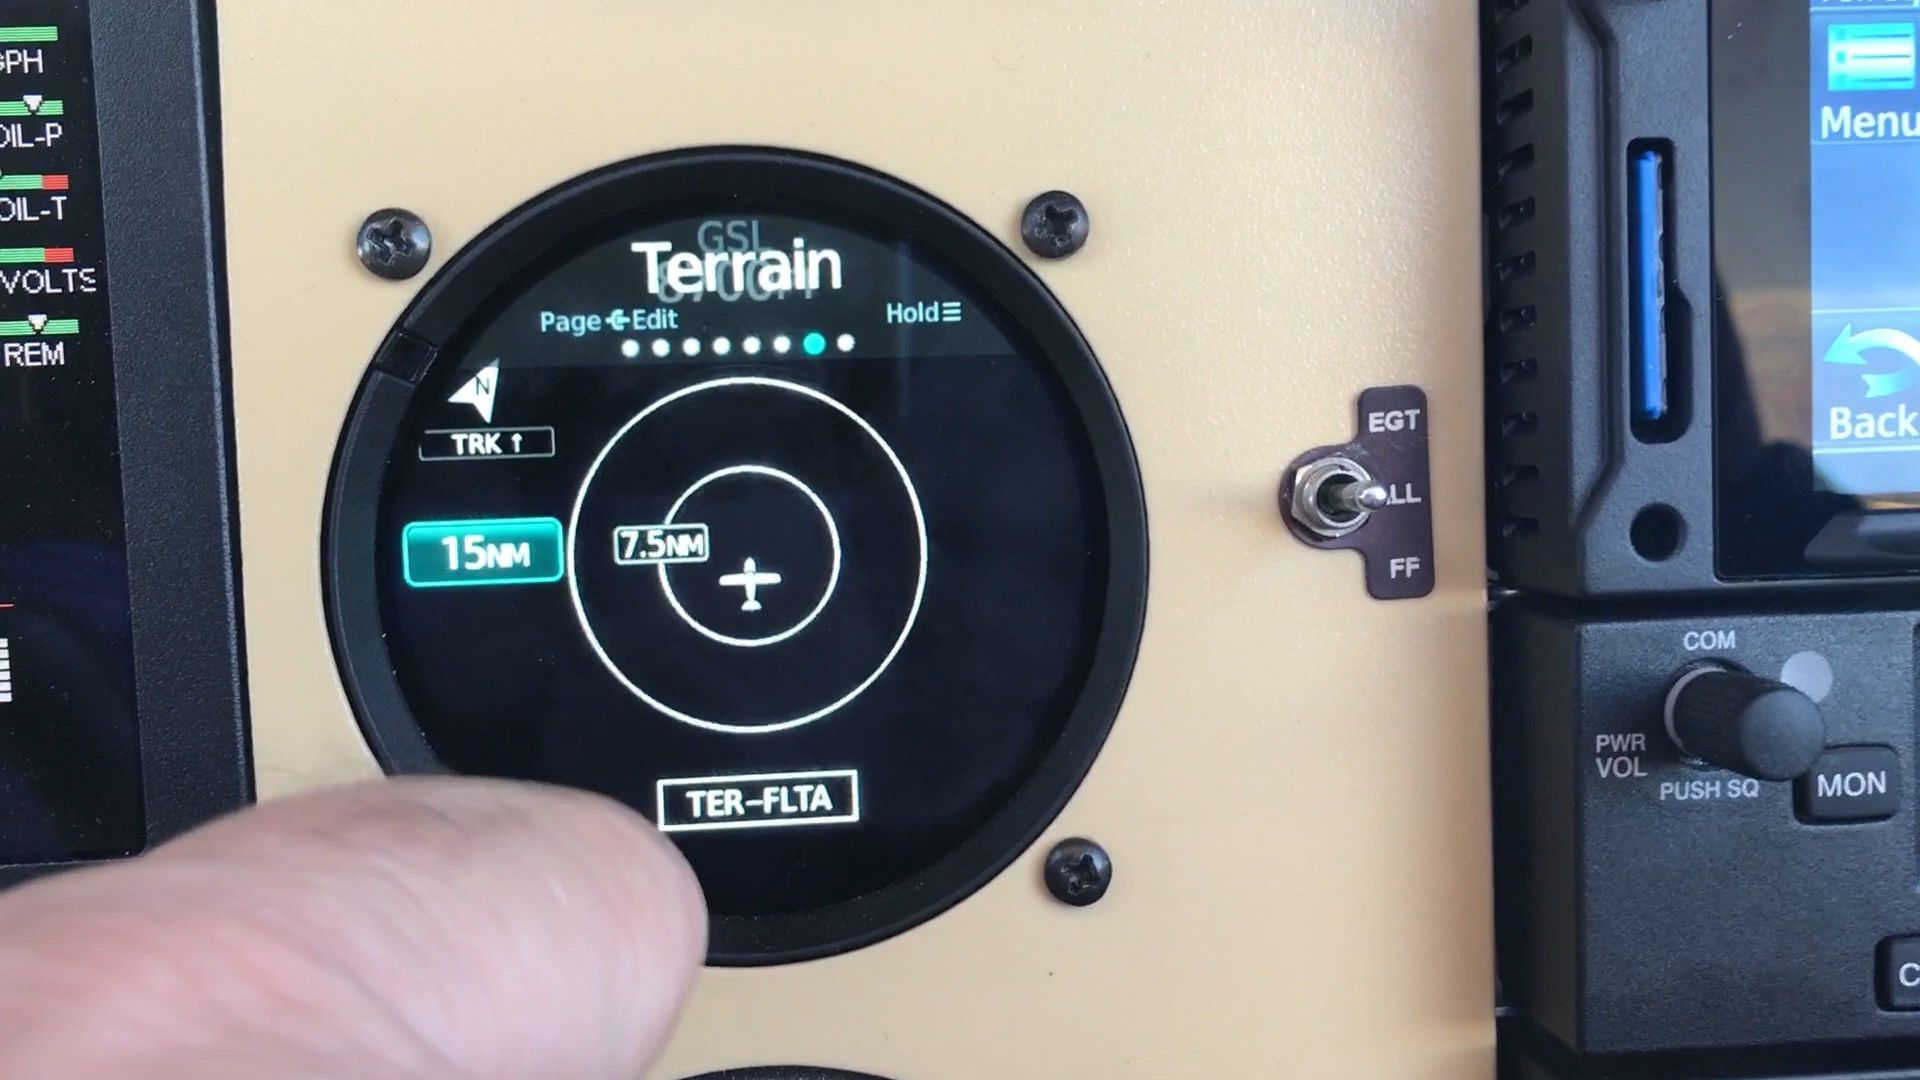 GPH
OIL-P
OIL-T
VOLTS
REM
GSL
Terrain
Page Edit
Hold
N
TRK ↑
15NM
7.5NM
TER-FLTA
EGT
FF
Menu
Back
COM
PWR
VOL
PUSH SQ
MON